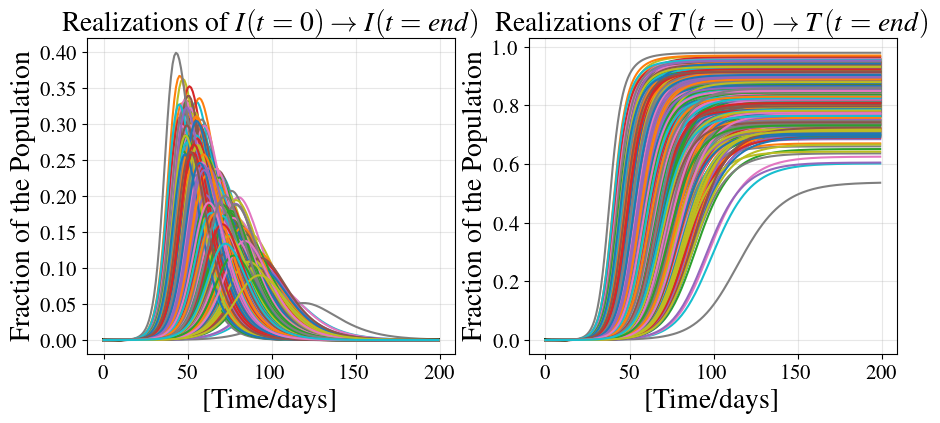 Realizations of I(t = 0) → I(t = end)
Fraction of the Population
0.40
0.35
0.30
0.25
0.20
0.15
0.10
0.05
0.00
0 50 100 150 200
[Time/days]
Realizations of T(t = 0) → T(t = end)
Fraction of the Population
1.0
0.8
0.6
0.4
0.2
0.0
0 50 100 150 200
[Time/days]